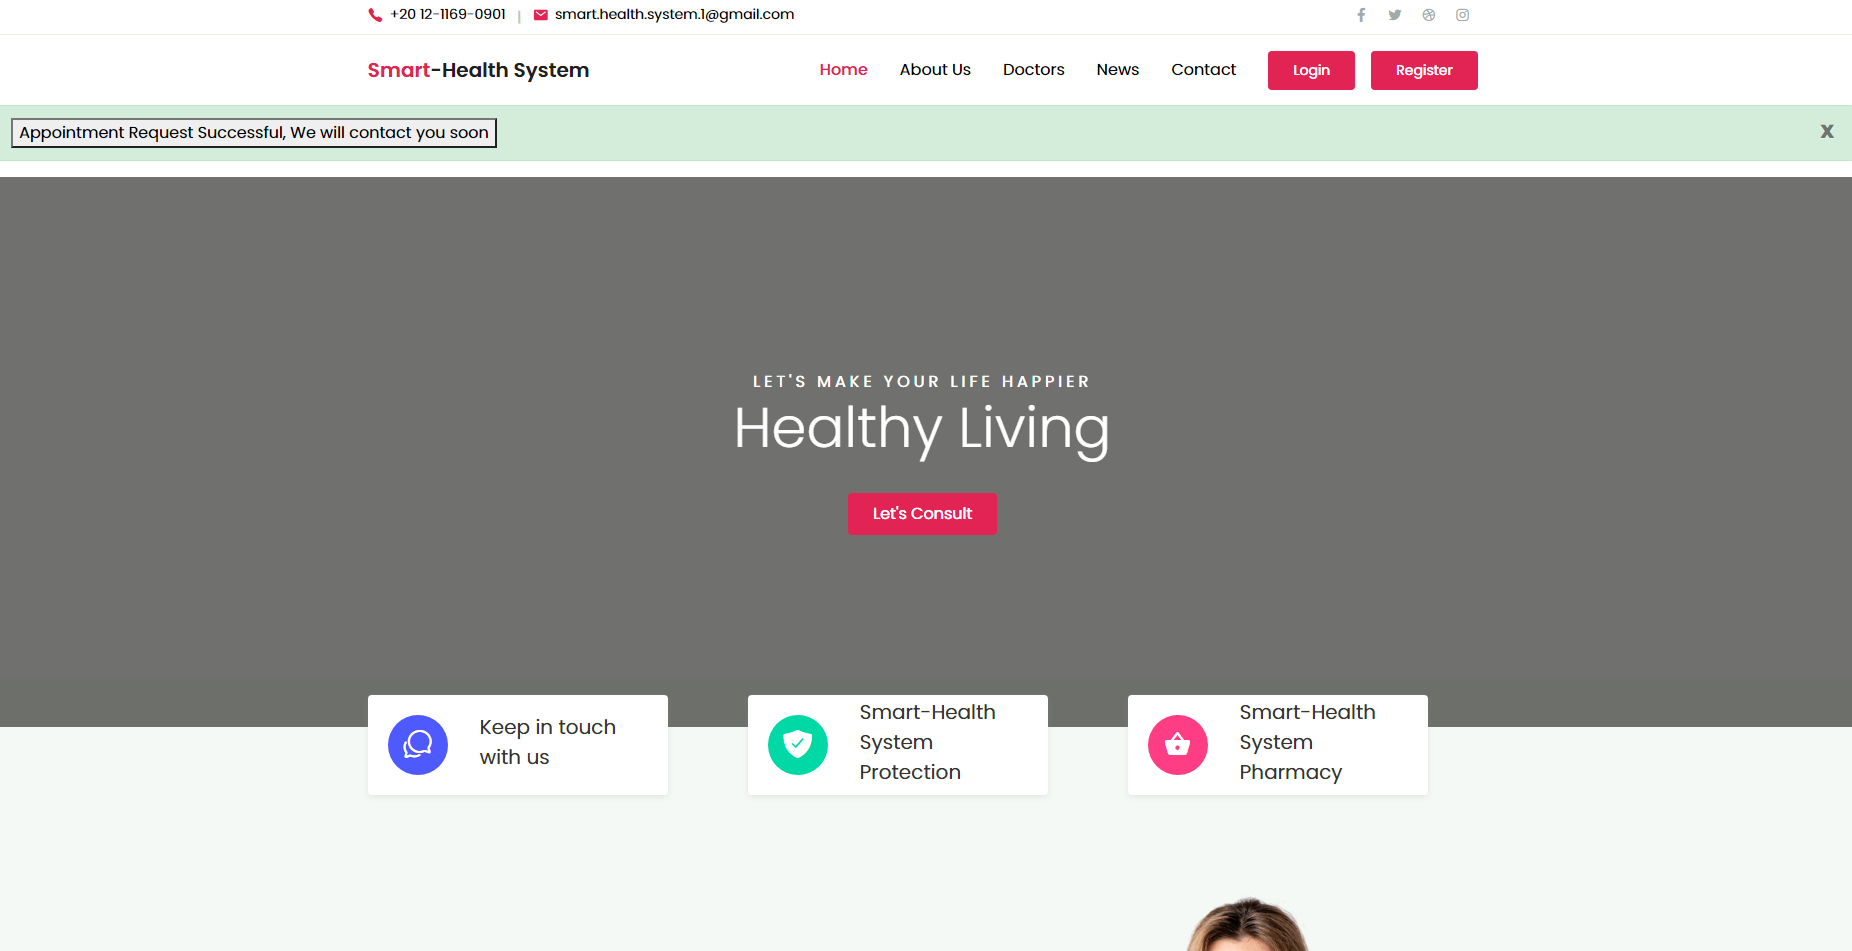 +20 12-1169-0901 | smart.health.system.1@gmail.com
Smart-Health System
Home About Us Doctors News Contact Login Register
Appointment Request Successful, We will contact you soon
x
LET'S MAKE YOUR LIFE HAPPIER
Healthy Living
Let's Consult
Keep in touch
with us
Smart-Health
System
Protection
Smart-Health
System
Pharmacy